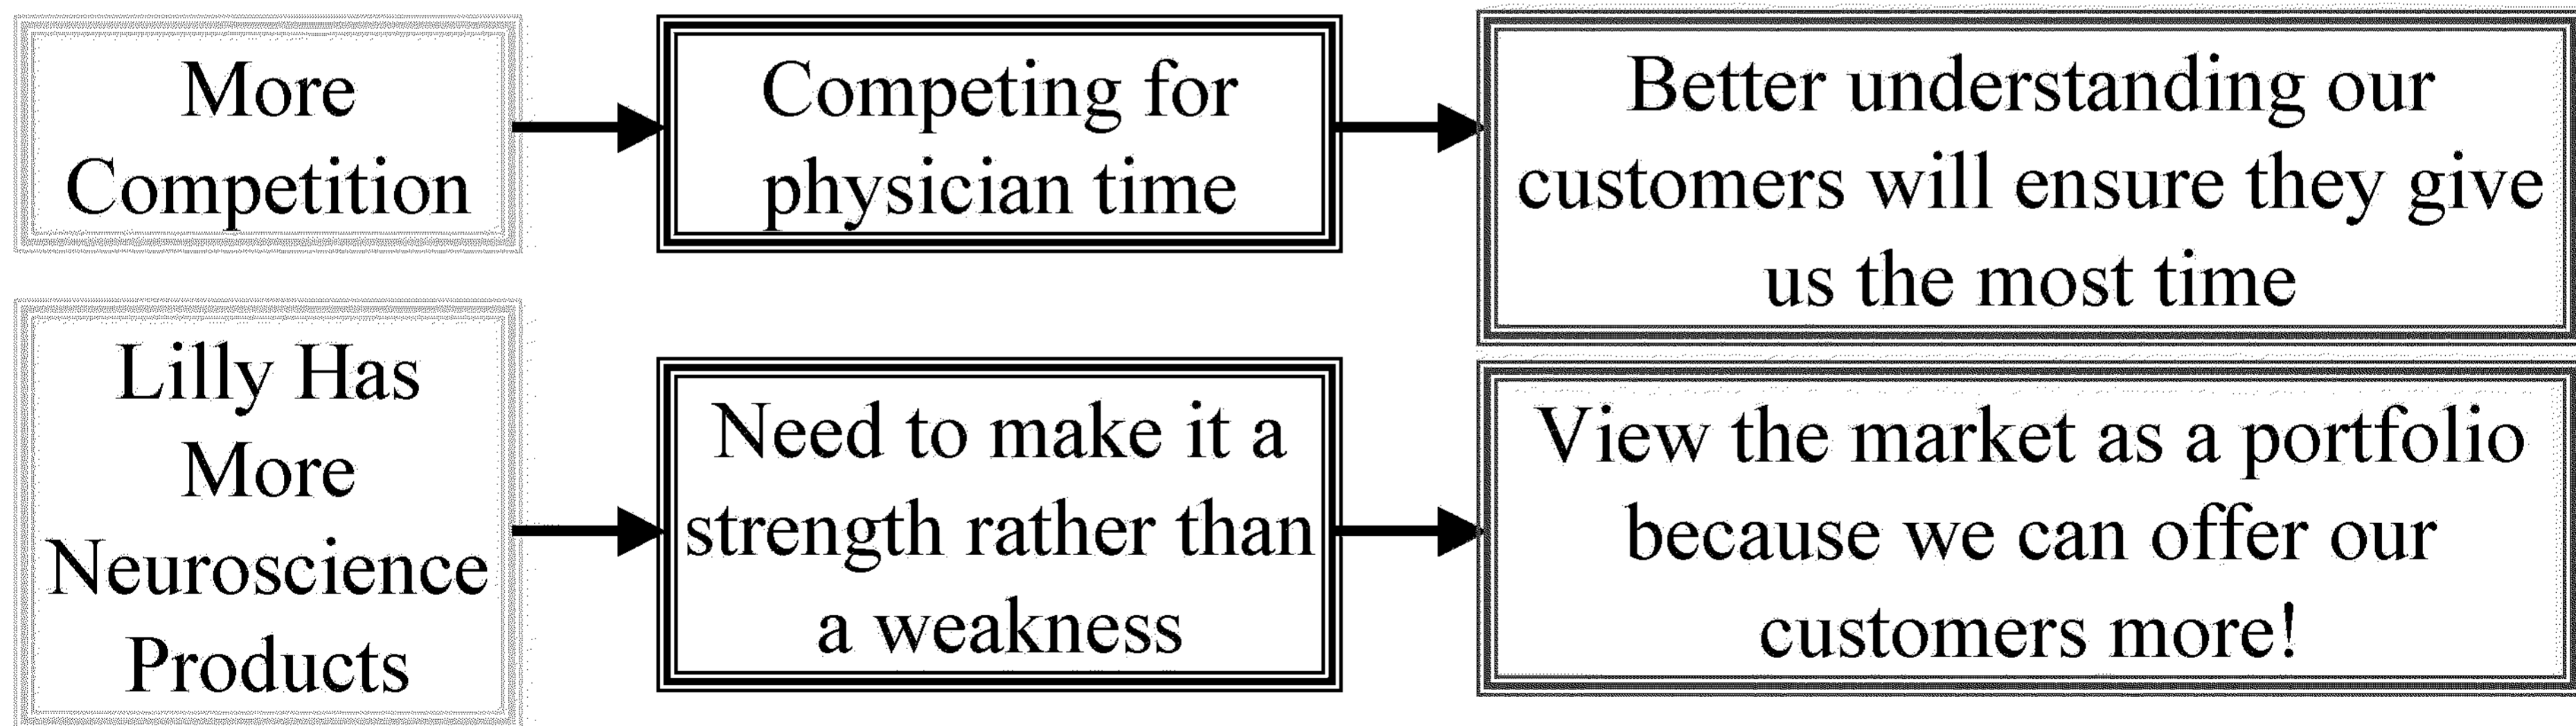 More
Competition
Competing for
physician time
Better understanding our
customers will ensure they give
us the most time
Lilly Has
More
Neuroscience
Products
Need to make it a
strength rather than
a weakness
View the market as a portfolio
because we can offer our
customers more!